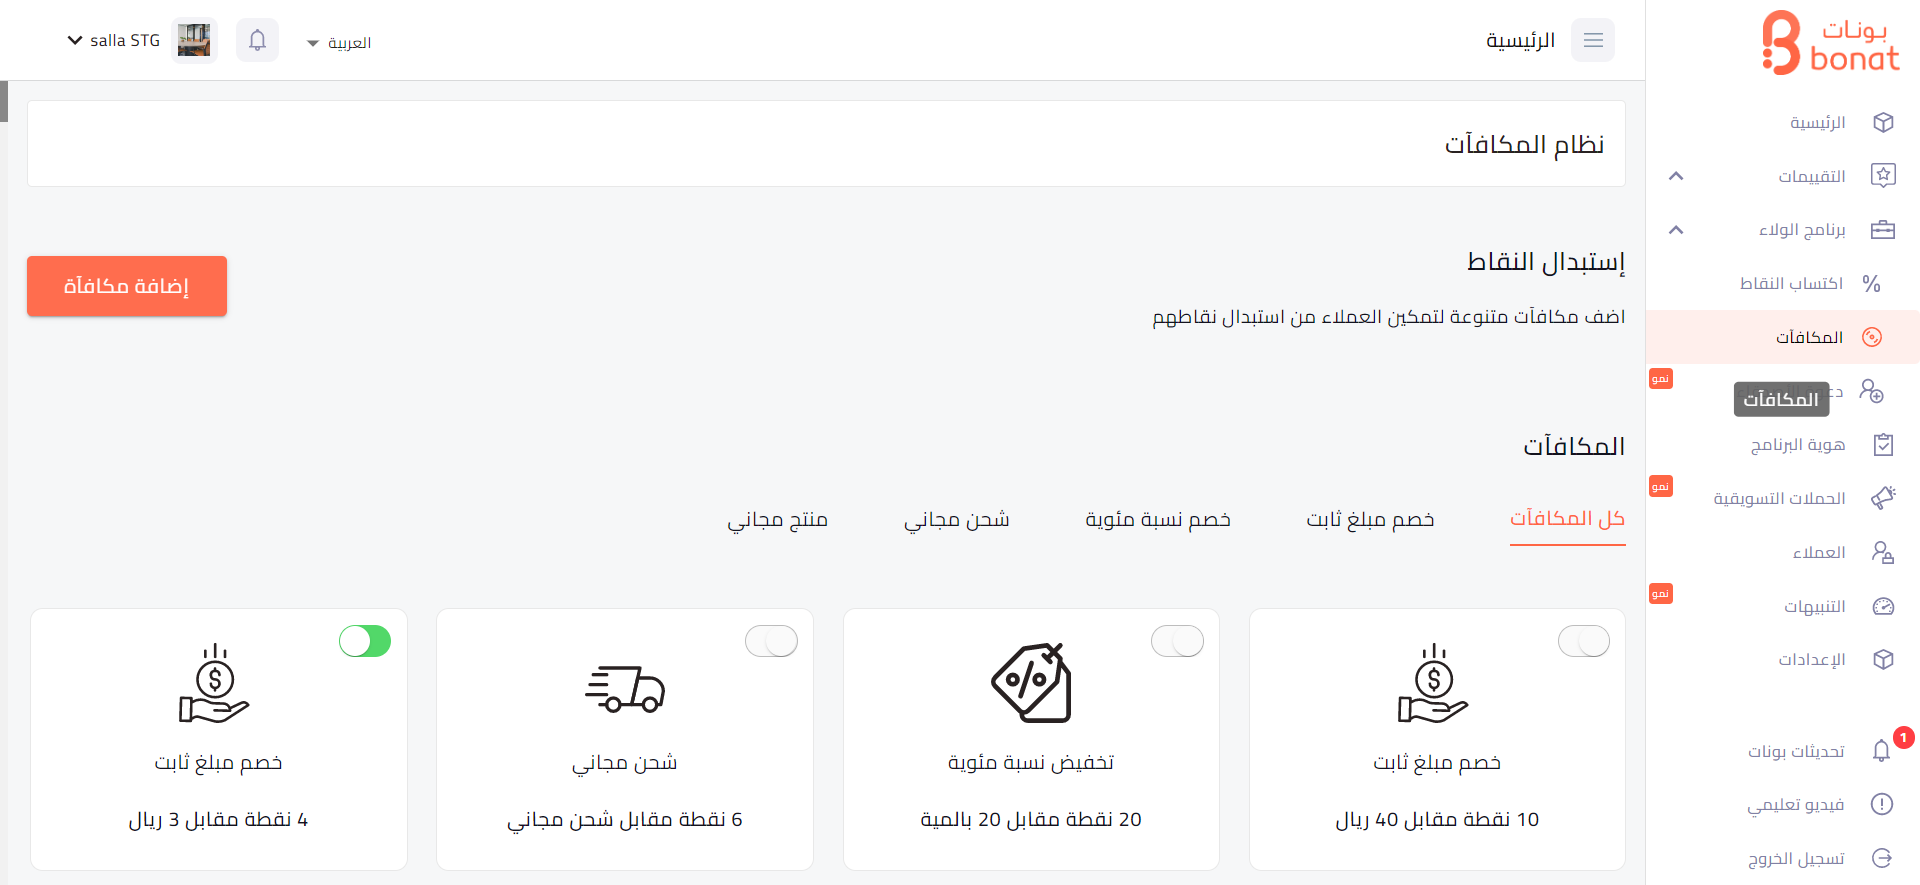 بونات
bonat
الرئيسية
العربية
salla STG
الرئيسية
التقييمات
برنامج الولاء
اكتساب النقاط
المكافآت
نمو
المكافآت
هوية البرنامج
الحملات التسويقية
نمو
العملاء
التنبيهات
نمو
الإعدادات
تحديثات بونات
1
فيديو تعليمي
تسجيل الخروج
نظام المكافآت
إستبدال النقاط
اضف مكافآت متنوعة لتمكين العملاء من استبدال نقاطهم
إضافة مكافآة
المكافآت
كل المكافآت
خصم مبلغ ثابت
خصم نسبة مئوية
شحن مجاني
منتج مجاني
خصم مبلغ ثابت
10 نقطة مقابل 40 ريال
تخفيض نسبة مئوية
20 نقطة مقابل 20 بالمية
شحن مجاني
6 نقطة مقابل شحن مجاني
خصم مبلغ ثابت
4 نقطة مقابل 3 ريال